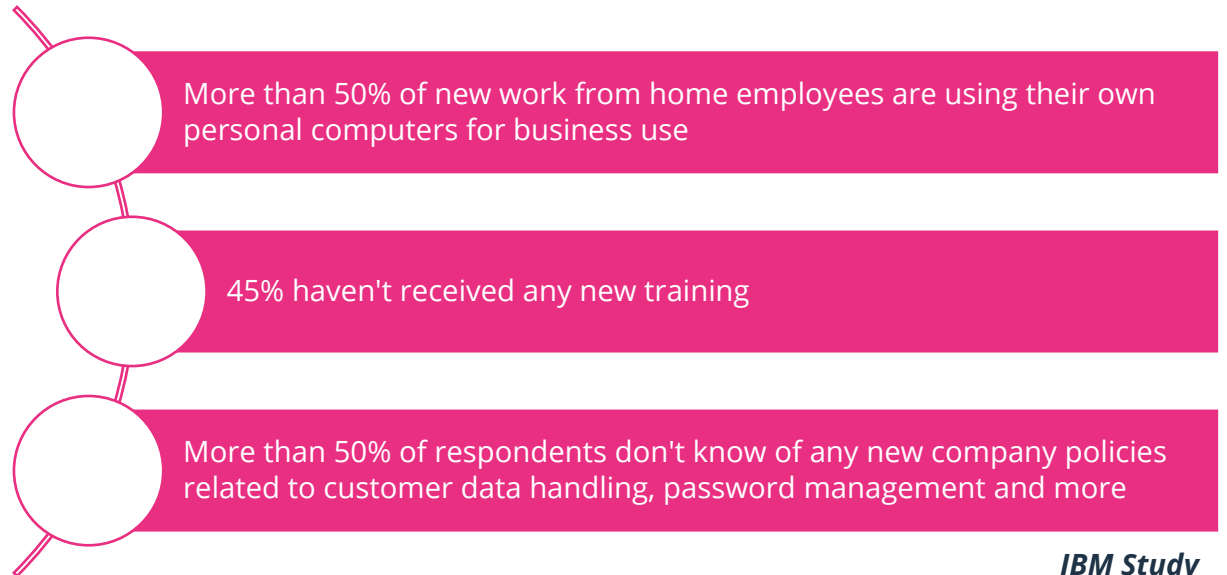 More than 50% of new work from home employees are using their own
personal computers for business use
45% haven't received any new training
More than 50% of respondents don't know of any new company policies
related to customer data handling, password management and more
IBM Study